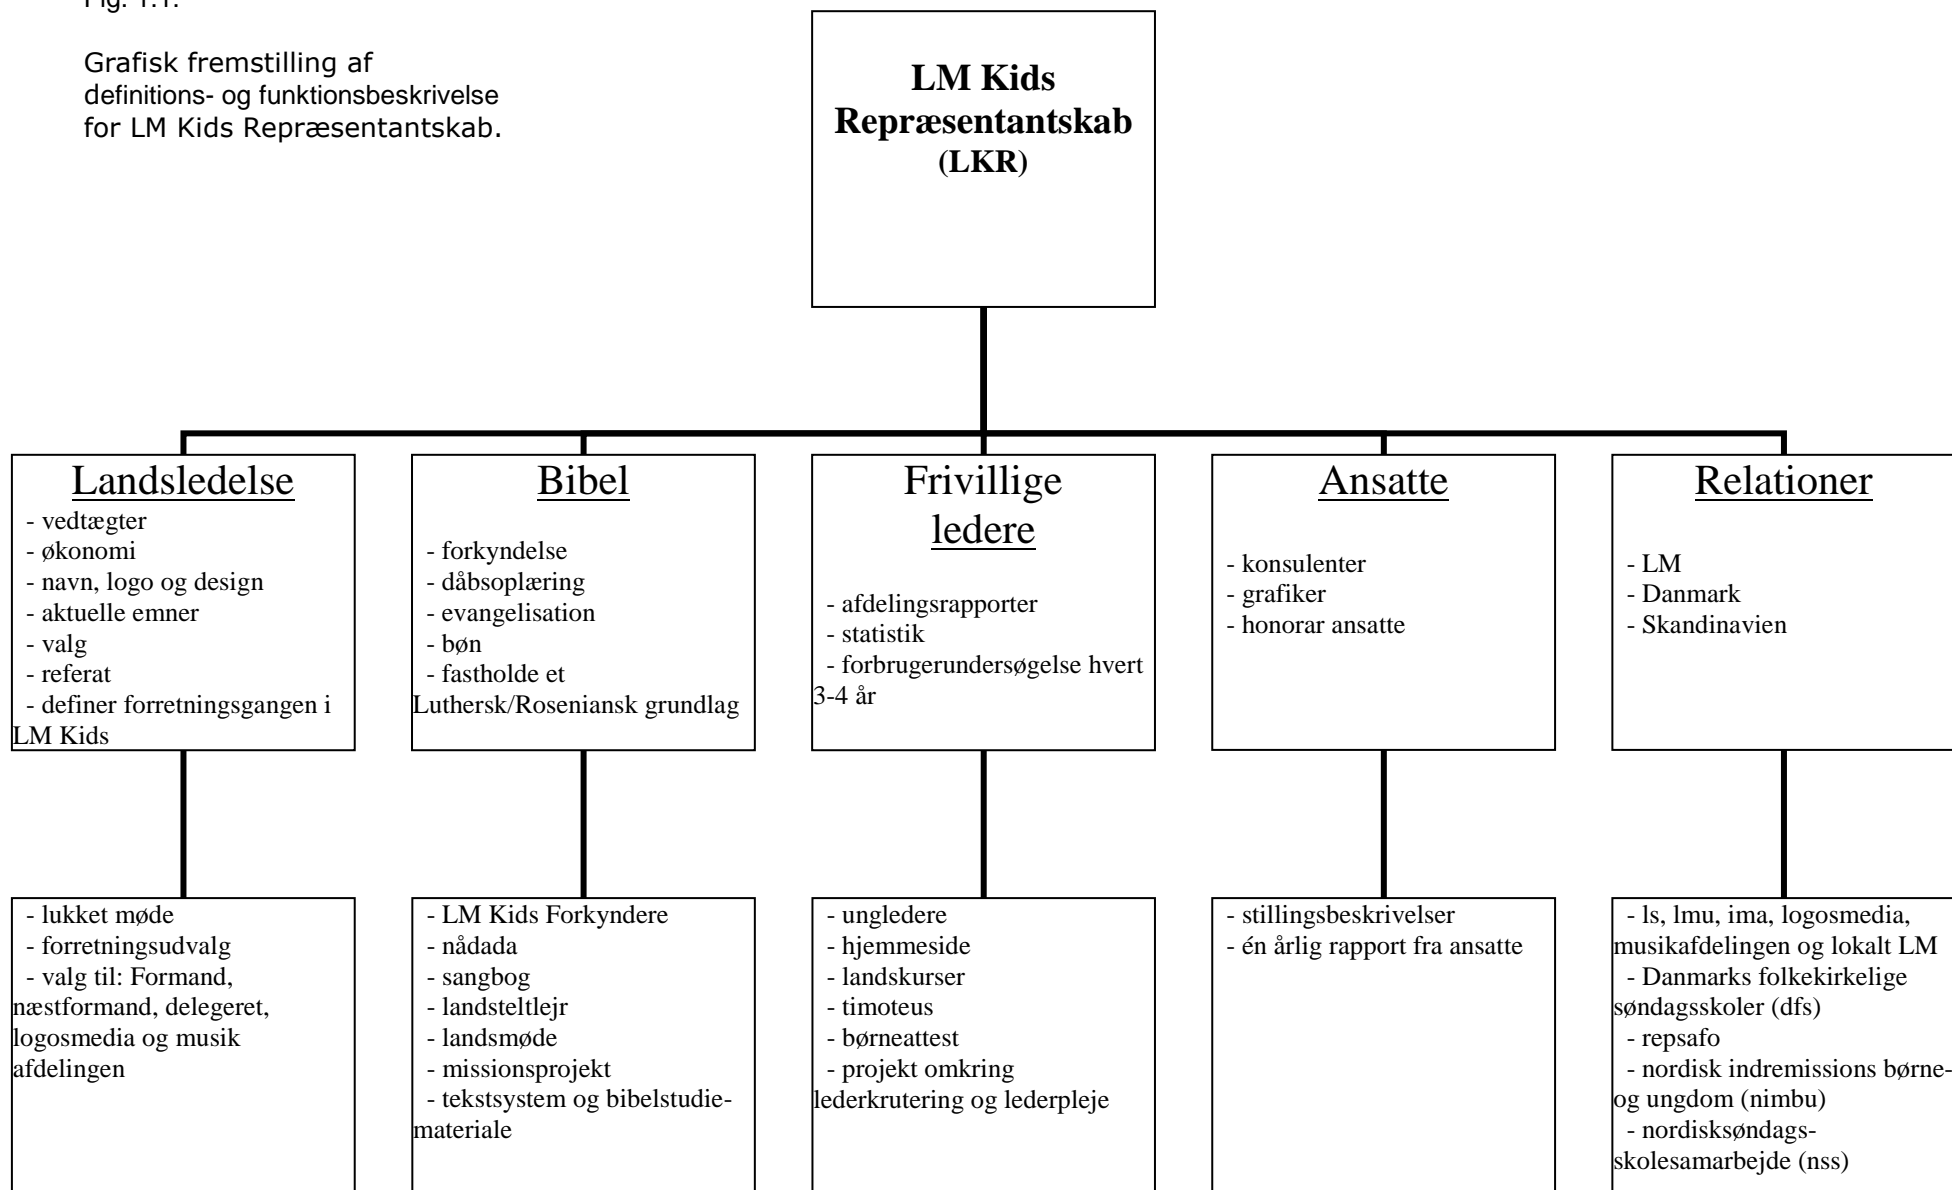 Fig. 1.1.
Grafisk fremstilling af
definitions- og funktionsbeskrivelse
for LM Kids Repræsentantskab.
LM Kids
Repræsentantskab
(LKR)
Landsledelse
- vedtægter
- økonomi
- navn, logo og design
- aktuelle emner
- valg
- referat
- definer forretningsgangen i
LM Kids
Bibel
- forkyndelse
- dåbsoplæring
- evangelisation
- bøn
- fastholde et
Luthersk/Roseniansk grundlag
Frivillige
ledere
- afdelingsrapporter
- statistik
- forbrugerundersøgelse hvert
3-4 år
Ansatte
- konsulenter
- grafiker
- honorar ansatte
Relationer
- LM
- Danmark
- Skandinavien
- lukket møde
- forretningsudvalg
- valg til: Formand,
næstformand, delegeret,
logosmedia og musik
afdelingen
- LM Kids Forkyndere
- nådada
- sangbog
- landsteltlejr
- landsmøde
- missionsprojekt
- tekstsystem og bibelstudie-
materiale
- ungledere
- hjemmeside
- landskurser
- timoteus
- børneattest
- projekt omkring
lederkrutering og lederpleje
- stillingsbeskrivelser
- én årlig rapport fra ansatte
- ls, lmu, ima, logosmedia,
musikafdelingen og lokalt LM
- Danmarks folkekirkelige
søndagsskoler (dfs)
- repsafo
- nordisk indremissions børne-
og ungdom (nimbu)
- nordisksøndags-
skolesamarbejde (nss)